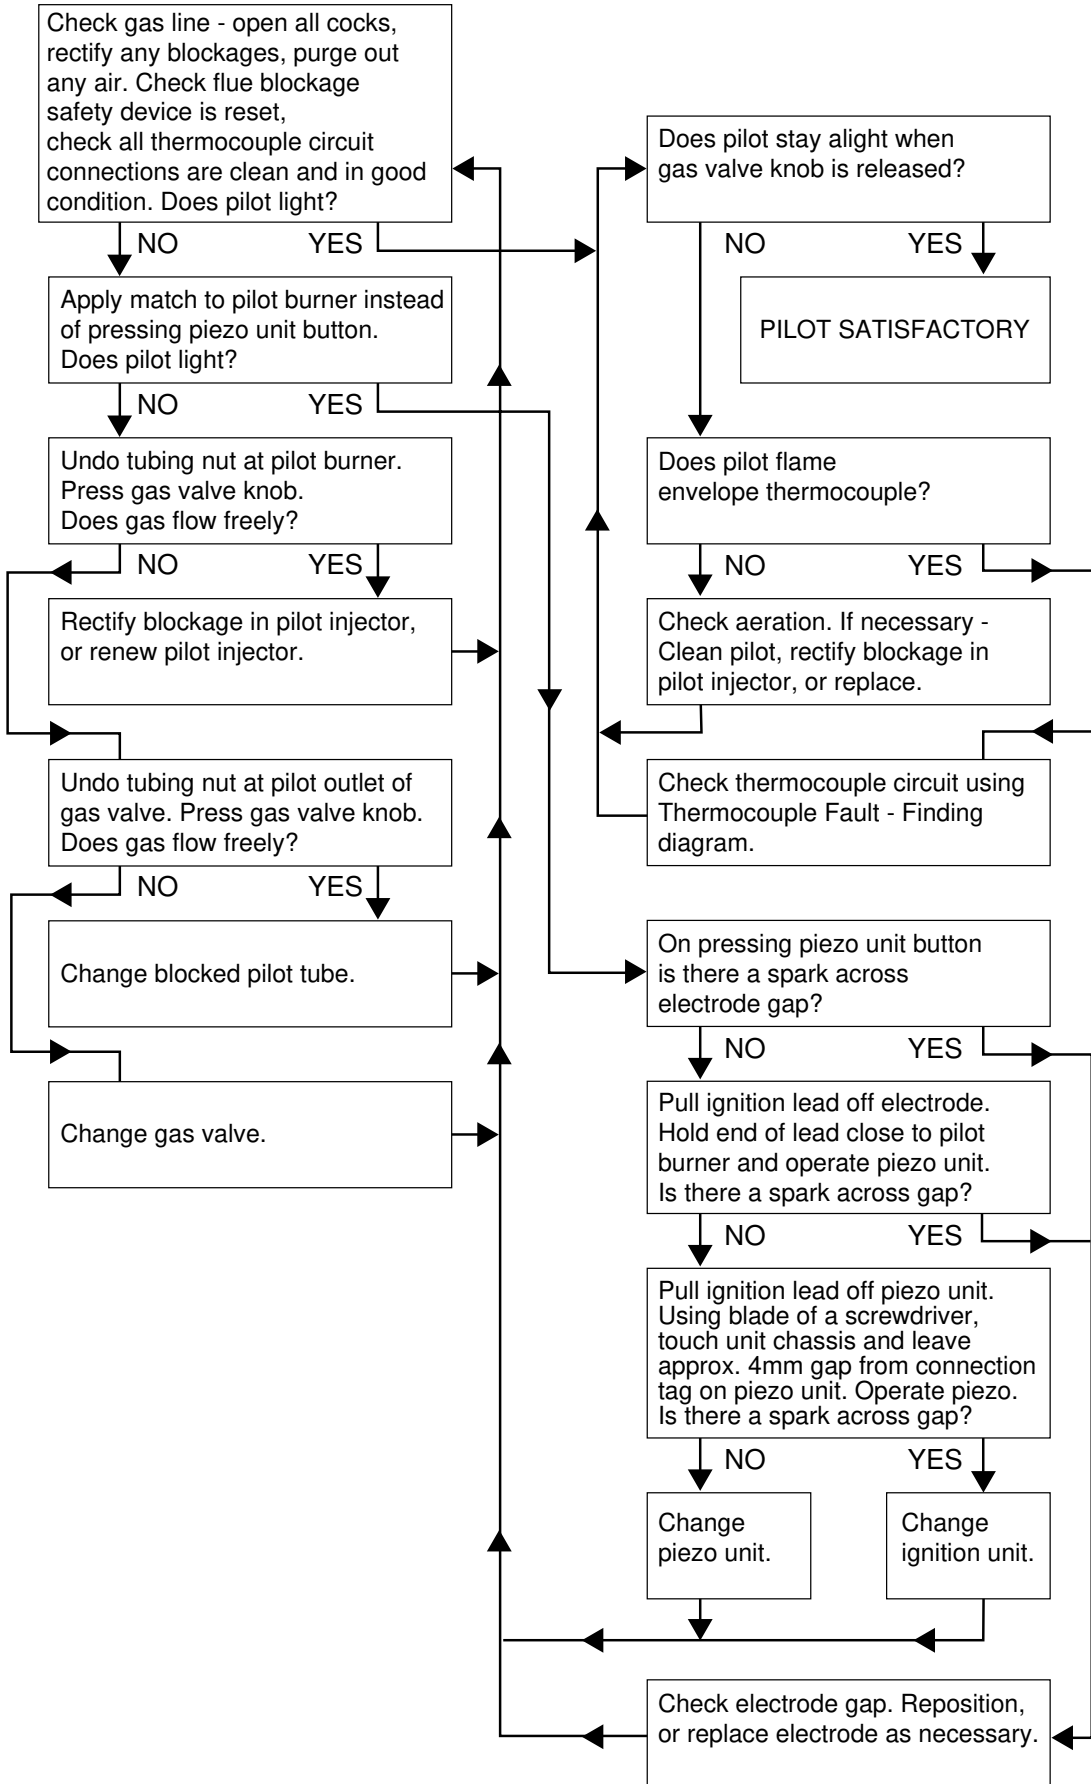 Check gas line - open all cocks,
rectify any blockages, purge out
any air. Check flue blockage
safety device is reset,
check all thermocouple circuit
connections are clean and in good
condition. Does pilot light?
NO
YES
Apply match to pilot burner instead
of pressing piezo unit button.
Does pilot light?
NO
YES
Undo tubing nut at pilot burner.
Press gas valve knob.
Does gas flow freely?
NO
YES
Rectify blockage in pilot injector,
or renew pilot injector.
Undo tubing nut at pilot outlet of
gas valve. Press gas valve knob.
Does gas flow freely?
NO
YES
Change blocked pilot tube.
Change gas valve.
Does pilot stay alight when
gas valve knob is released?
NO
YES
PILOT SATISFACTORY
Does pilot flame
envelope thermocouple?
NO
YES
Check aeration. If necessary -
Clean pilot, rectify blockage in
pilot injector, or replace.
Check thermocouple circuit using
Thermocouple Fault - Finding
diagram.
On pressing piezo unit button
is there a spark across
electrode gap?
NO
YES
Pull ignition lead off electrode.
Hold end of lead close to pilot
burner and operate piezo unit.
Is there a spark across gap?
NO
YES
Pull ignition lead off piezo unit.
Using blade of a screwdriver,
touch unit chassis and leave
approx. 4mm gap from connection
tag on piezo unit. Operate piezo.
Is there a spark across gap?
NO
YES
Change
piezo unit.
Change
ignition unit.
Check electrode gap. Reposition,
or replace electrode as necessary.